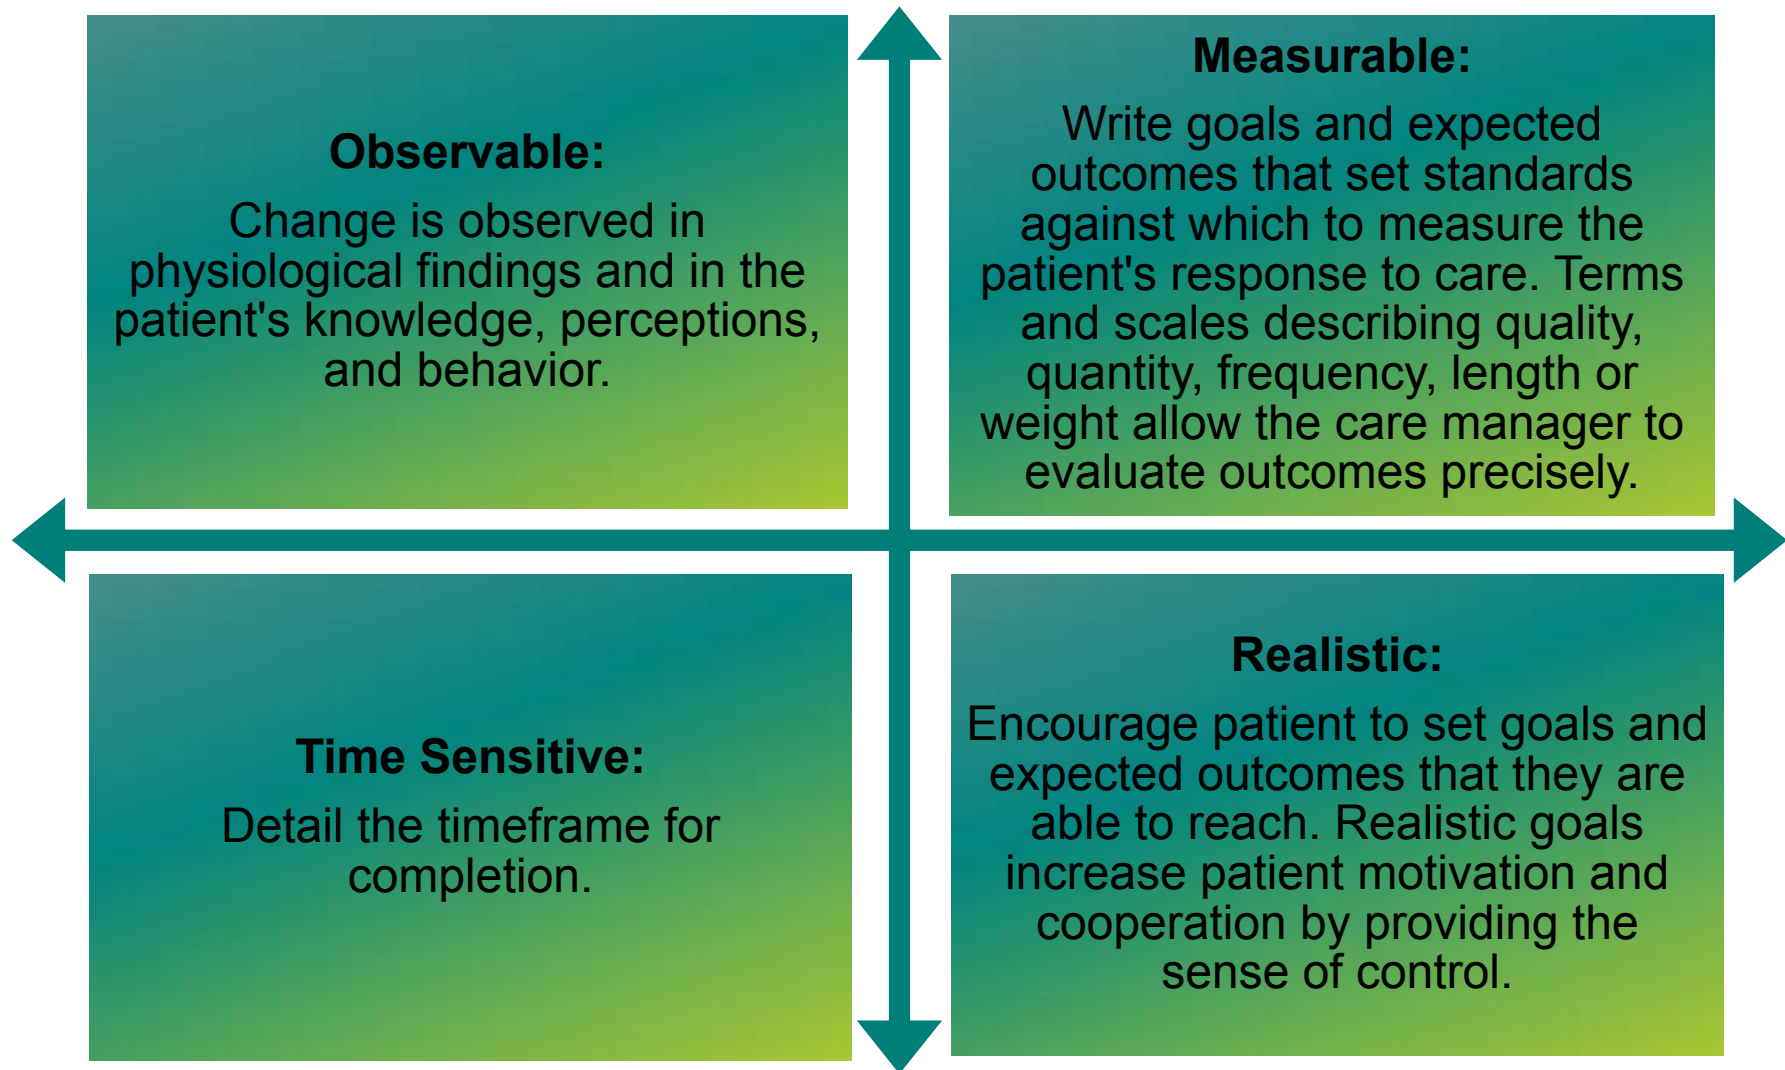 Observable:
Change is observed in
physiological findings and in the
patient's knowledge, perceptions,
and behavior.
Measurable:
Write goals and expected
outcomes that set standards
against which to measure the
patient's response to care. Terms
and scales describing quality,
quantity, frequency, length or
weight allow the care manager to
evaluate outcomes precisely.
Time Sensitive:
Detail the timeframe for
completion.
Realistic:
Encourage patient to set goals and
expected outcomes that they are
able to reach. Realistic goals
increase patient motivation and
cooperation by providing the
sense of control.